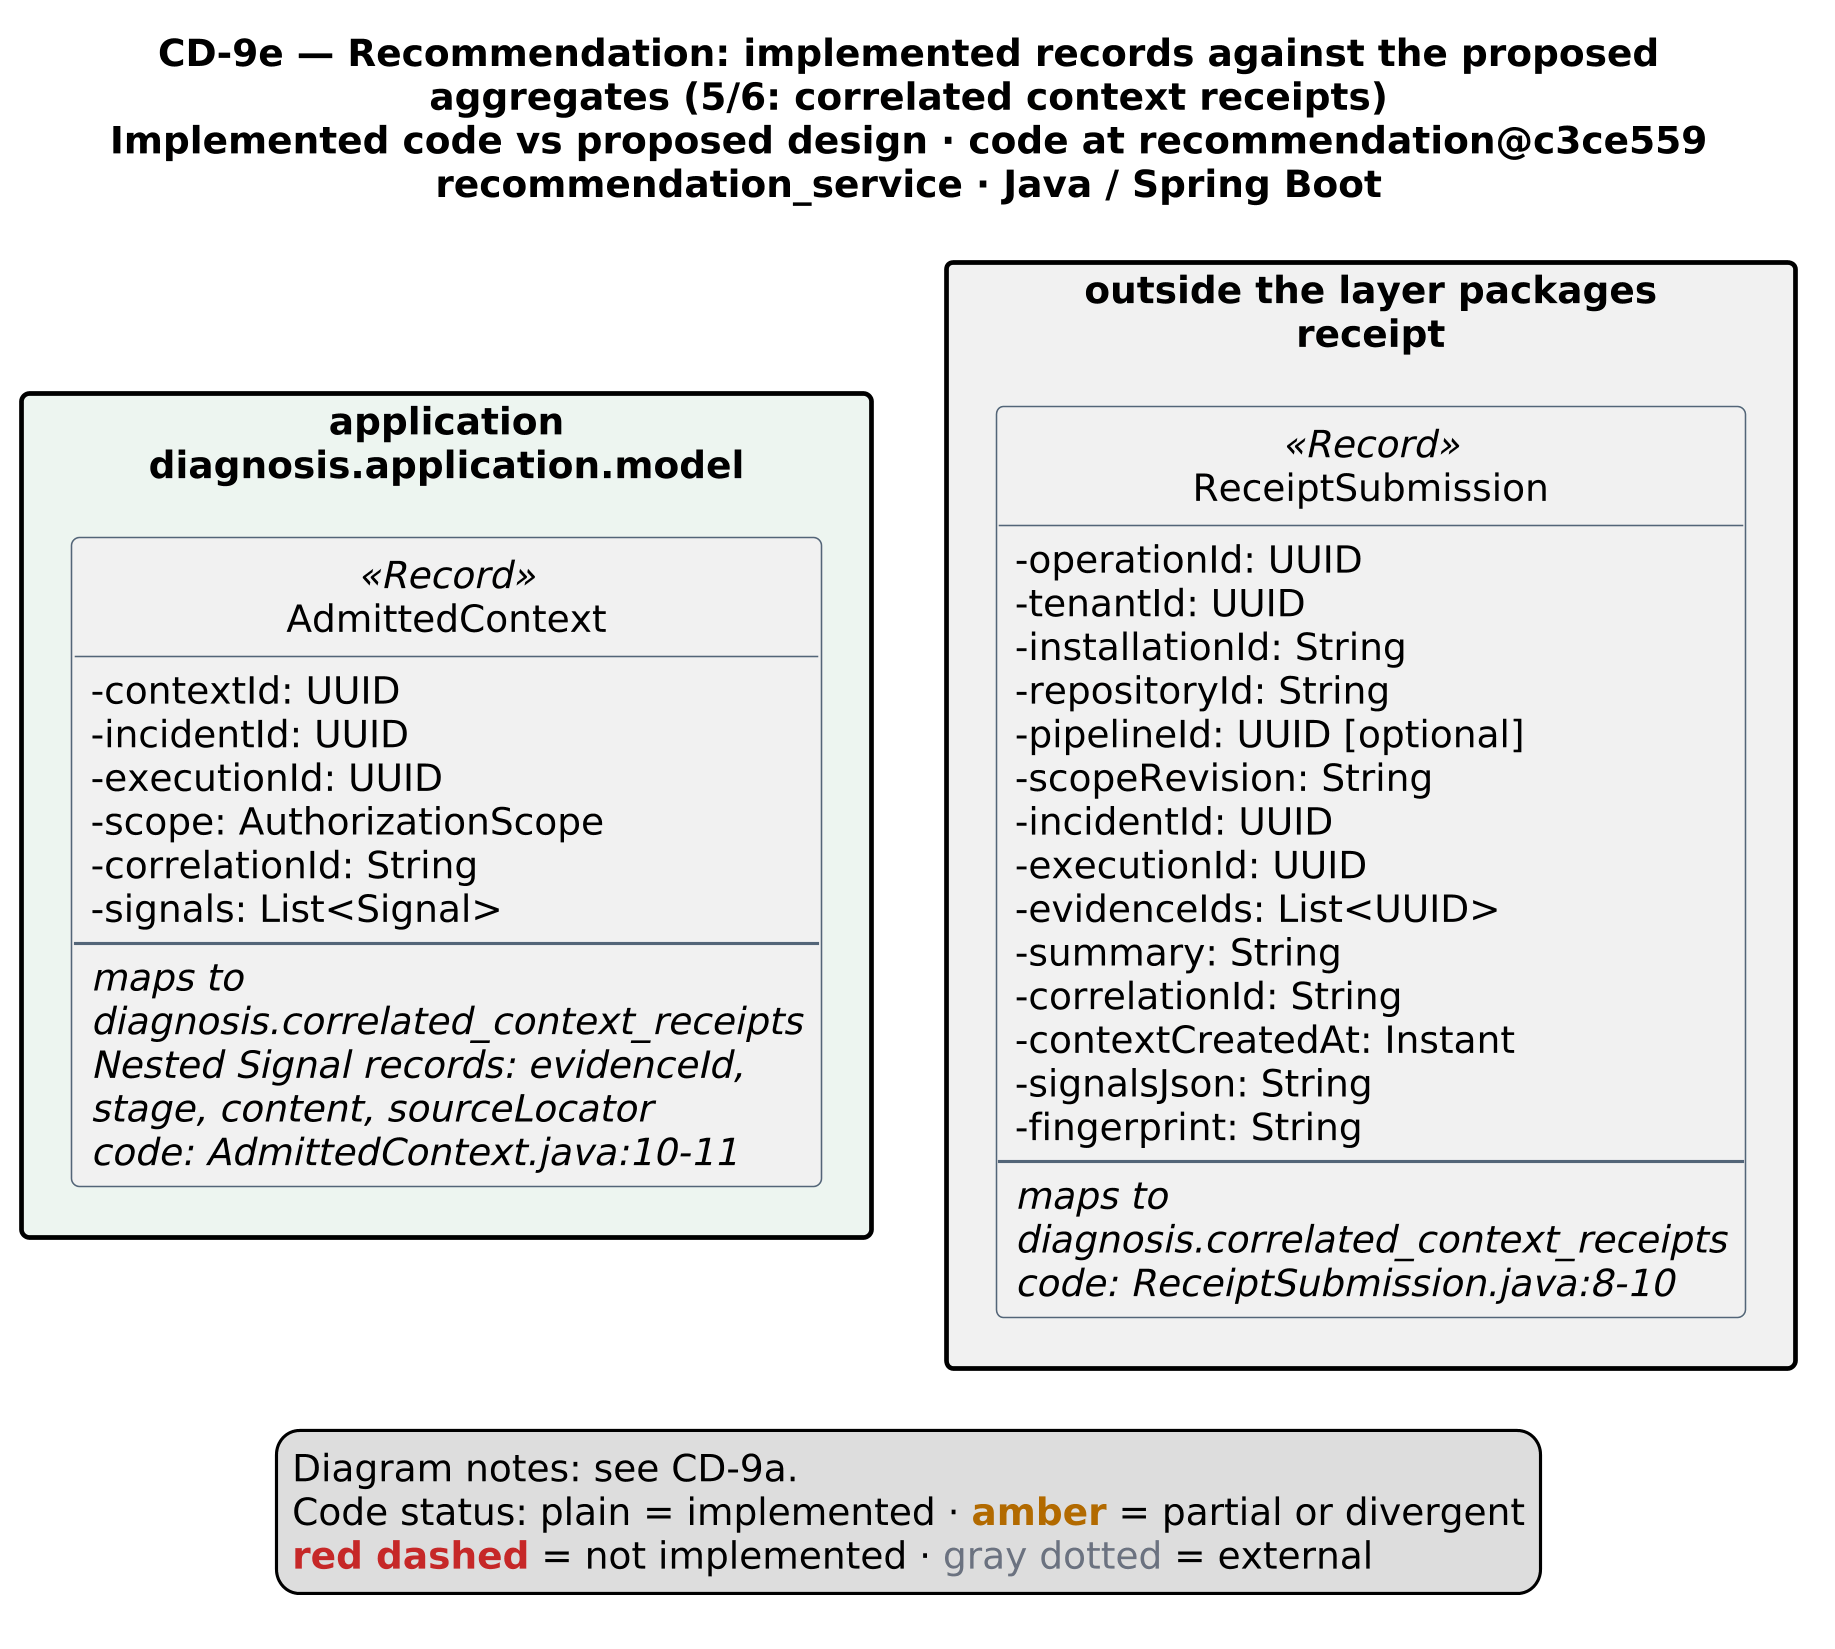 CD-9e — Recommendation: implemented records against the proposed
aggregates (5/6: correlated context receipts)
Implemented code vs proposed design · code at recommendation@c3ce559
recommendation_service · Java / Spring Boot
application
diagnosis.application.model
«Record»
AdmittedContext
-contextId: UUID
-incidentId: UUID
-executionId: UUID
-scope: AuthorizationScope
-correlationId: String
-signals: List<Signal>
maps to
diagnosis.correlated_context_receipts
Nested Signal records: evidenceId,
stage, content, sourceLocator
code: AdmittedContext.java:10-11
outside the layer packages
receipt
«Record»
ReceiptSubmission
-operationId: UUID
-tenantId: UUID
-installationId: String
-repositoryId: String
-pipelineId: UUID [optional]
-scopeRevision: String
-incidentId: UUID
-executionId: UUID
-evidenceIds: List<UUID>
-summary: String
-correlationId: String
-contextCreatedAt: Instant
-signalsJson: String
-fingerprint: String
maps to
diagnosis.correlated_context_receipts
code: ReceiptSubmission.java:8-10
Diagram notes: see CD-9a.
Code status: plain = implemented · amber = partial or divergent
red dashed = not implemented · gray dotted = external